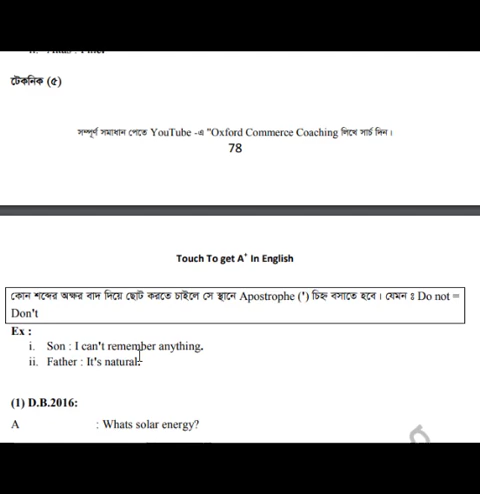 টেকনিক (৫)
সম্পূর্ণ সমাধান পেতে YouTube -এ "Oxford Commerce Coaching লিখে সার্চ দিন।
78
Touch To get A+ In English
কোন শব্দের অক্ষর বাদ দিয়ে ছোট করতে চাইলে সে স্থানে Apostrophe (') চিহ্ন বসাতে হবে। যেমন ঃ Do not =
Don't
Ex :
i. Son : I can't remember anything.
ii. Father : It's natural.
(1) D.B.2016:
A : Whats solar energy?